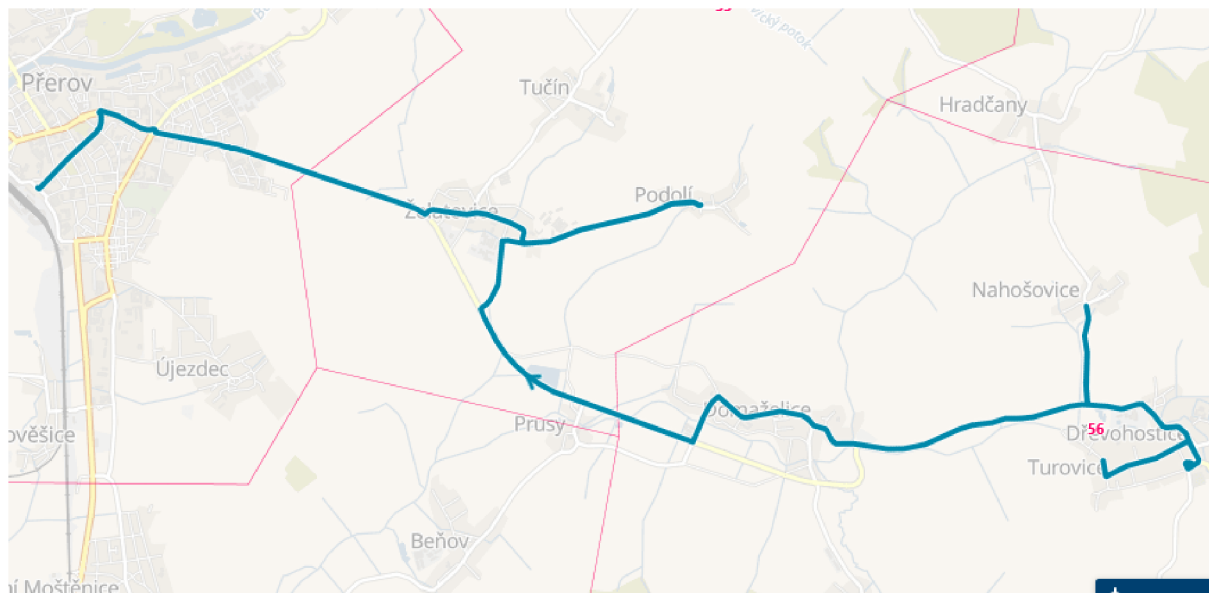 Přerov
Tučín
Hradčany
Želatovice
Podolí
Nahošovice
Újezdec
Domaželice
Prusy
56
Dřevohostice
Turovice
Beňov